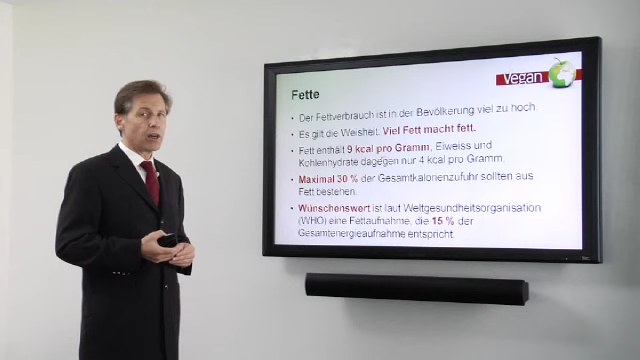 Vegan
Fette
• Der Fettverbrauch ist in der Bevölkerung viel zu hoch.
• Es gilt die Weisheit: Viel Fett macht fett.
• Fett enthält 9 kcal pro Gramm, Eiweiss und
Kohlenhydrate dagegen nur 4 kcal pro Gramm.
• Maximal 30 % der Gesamtkalorienzufuhr sollten aus
Fett bestehen.
• Wünschenswert ist laut Weltgesundheitsorganisation
(WHO) eine Fettaufnahme, die 15 % der
Gesamtenergieaufnahme entspricht.